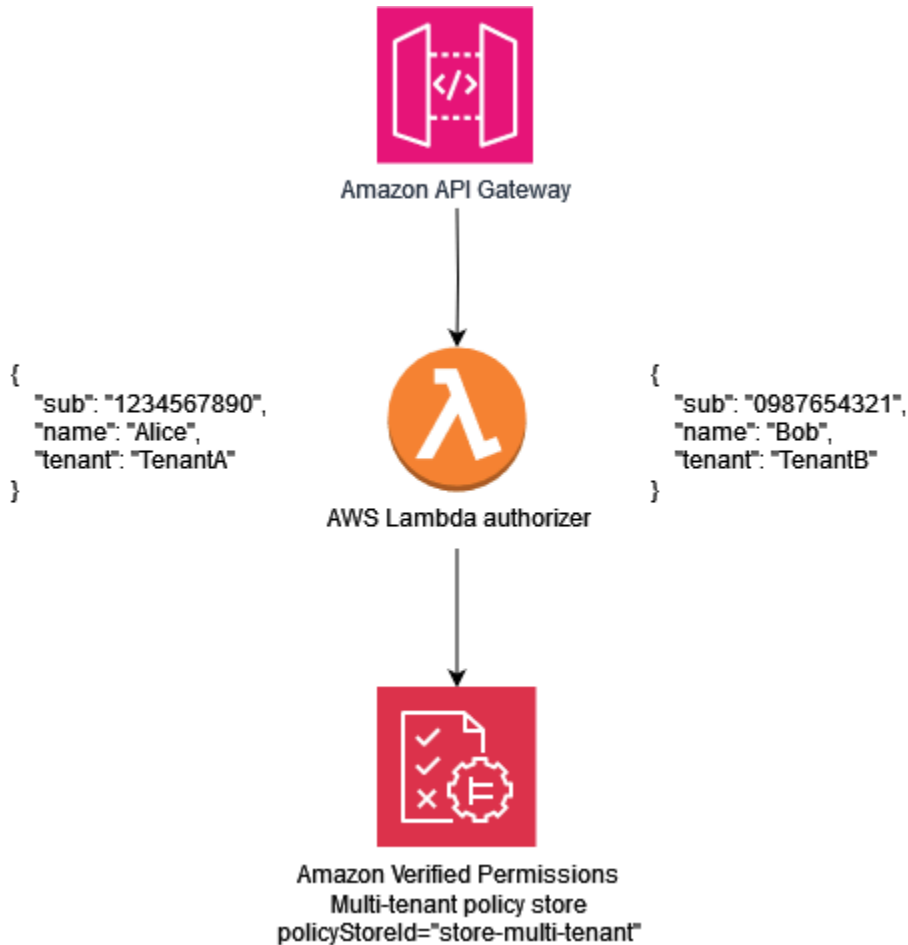 </>
Amazon API Gateway
{
"sub": "1234567890",
"name": "Alice",
"tenant": "TenantA"
}
{
"sub": "0987654321",
"name": "Bob",
"tenant": "TenantB"
}
λ
AWS Lambda authorizer
Amazon Verified Permissions
Multi-tenant policy store
policyStoreId="store-multi-tenant"